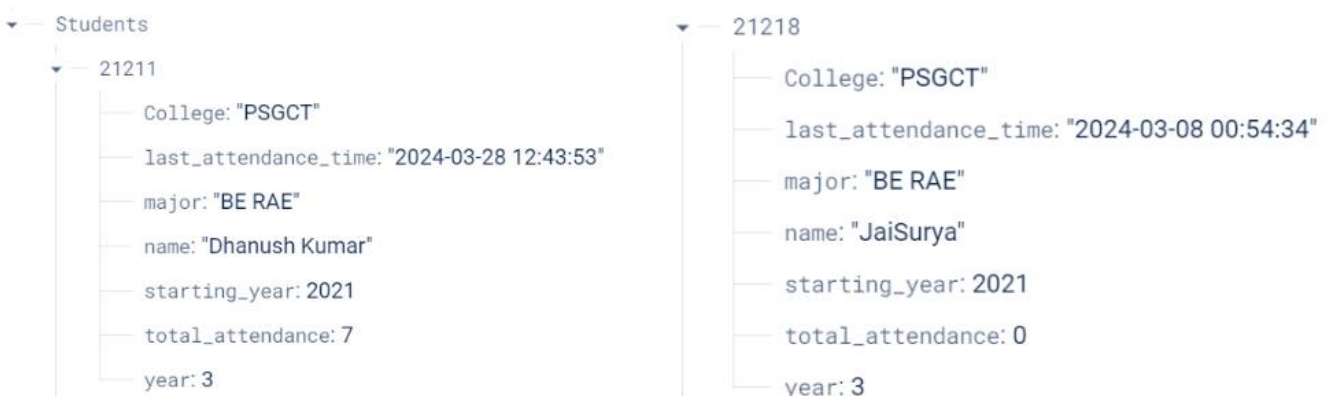 Students
21211
College: "PSGCT"
last_attendance_time: "2024-03-28 12:43:53"
major: "BE RAE"
name: "Dhanush Kumar"
starting_year: 2021
total_attendance: 7
year: 3
21218
College: "PSGCT"
last_attendance_time: "2024-03-08 00:54:34"
major: "BE RAE"
name: "JaiSurya"
starting_year: 2021
total_attendance: 0
year: 3